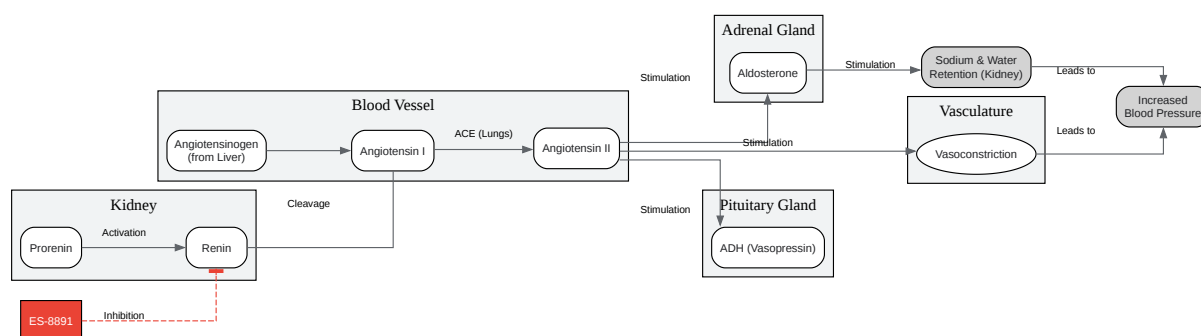 Adrenal Gland
Aldosterone
Stimulation
Stimulation
Sodium & Water
Retention (Kidney)
Leads to
Increased
Blood Pressure
Blood Vessel
Angiotensinogen
(from Liver)
Angiotensin I
ACE (Lungs)
Angiotensin II
Stimulation
Vasculature
Vasoconstriction
Leads to
Kidney
Prorenin
Activation
Renin
Cleavage
Stimulation
Pituitary Gland
ADH (Vasopressin)
ES-8891
Inhibition